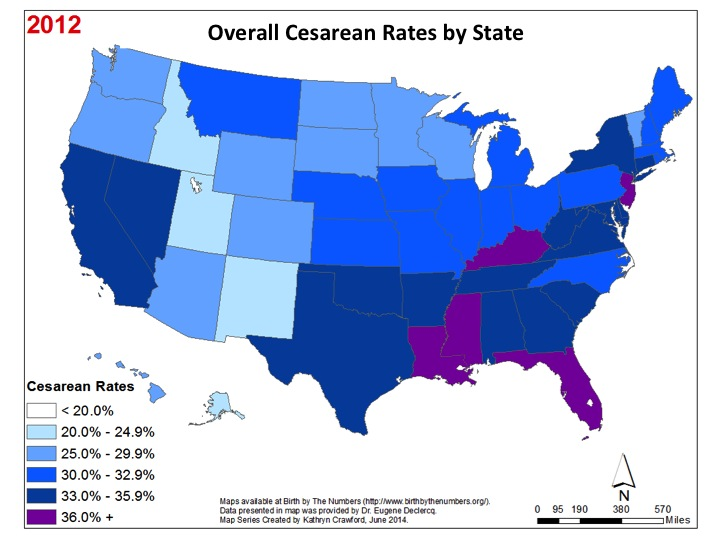 2012
Overall Cesarean Rates by State
Cesarean Rates
< 20.0%
20.0% - 24.9%
25.0% - 29.9%
30.0% - 32.9%
33.0% - 35.9%
36.0% +
Maps available at Birth by The Numbers (http://www.birthbythenumbers.org/).
Data presented in map was provided by Dr. Eugene Declercq.
Map Series Created by Kathryn Crawford, June 2014.
N
0 95 190 380 570
Miles